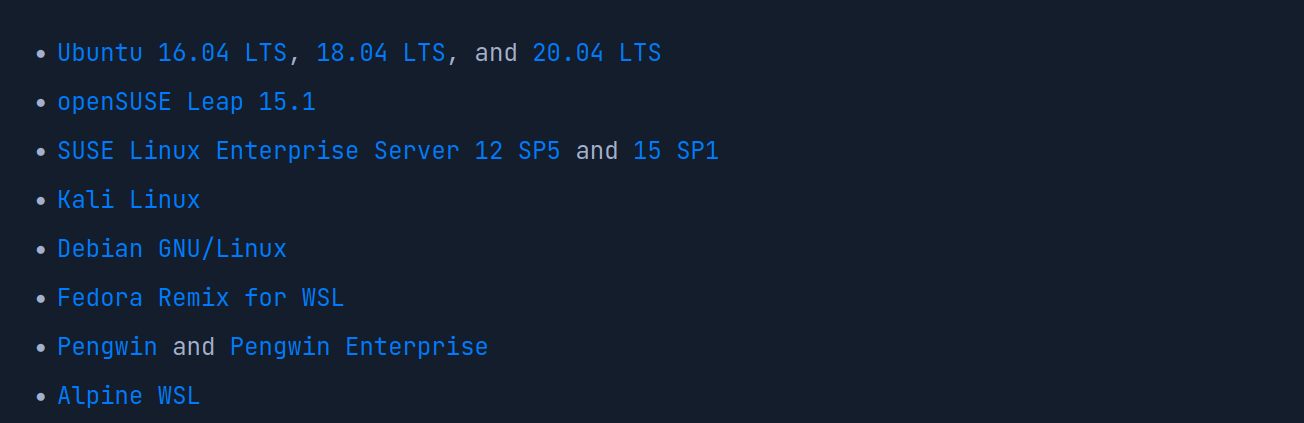 • Ubuntu 16.04 LTS, 18.04 LTS, and 20.04 LTS
• openSUSE Leap 15.1
• SUSE Linux Enterprise Server 12 SP5 and 15 SP1
• Kali Linux
• Debian GNU/Linux
• Fedora Remix for WSL
• Pengwin and Pengwin Enterprise
• Alpine WSL